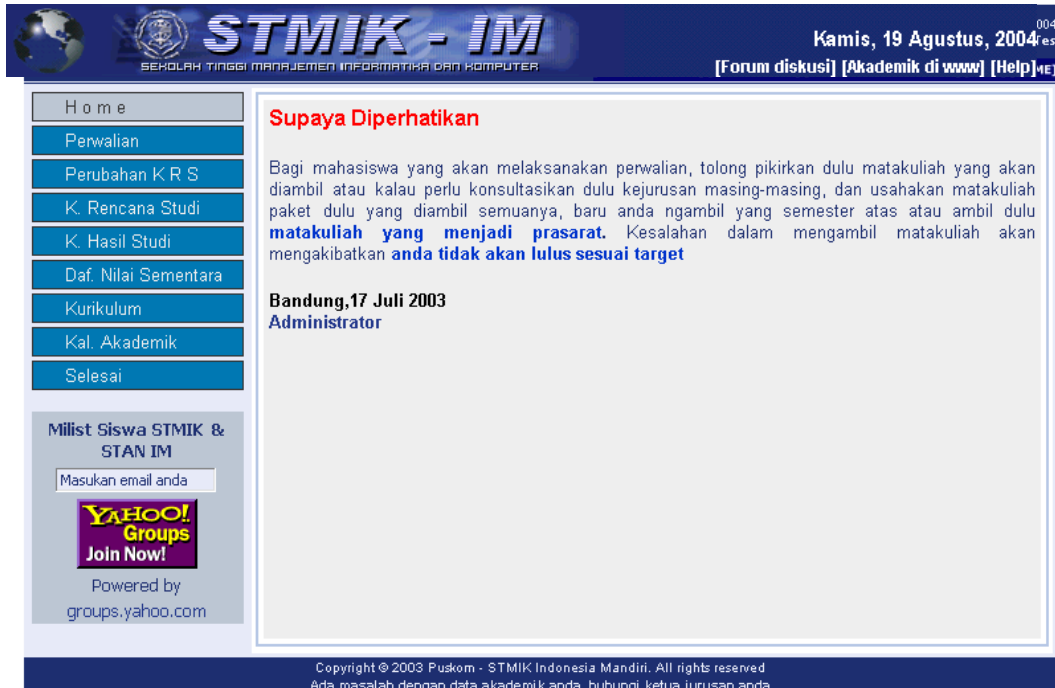 STMIK - IM
SEKOLAH TINGGI MANAJEMEN INFORMATIKA DAN KOMPUTER
004
Kamis, 19 Agustus, 2004
es
[Forum diskusi] [Akademik di www] [Help]
ME)
Home
Perwalian
Perubahan K R S
K. Rencana Studi
K. Hasil Studi
Daf. Nilai Sementara
Kurikulum
Kal. Akademik
Selesai
Milist Siswa STMIK &
STAN IM
Masukan email anda
YAHOO!
Groups
Join Now!
Powered by
groups.yahoo.com
Supaya Diperhatikan
Bagi mahasiswa yang akan melaksanakan perwalian, tolong pikirkan dulu matakuliah yang akan
diambil atau kalau perlu konsultasikan dulu kejurusan masing-masing, dan usahakan matakuliah
paket dulu yang diambil semuanya, baru anda ngambil yang semester atas atau ambil dulu
matakuliah yang menjadi prasarat. Kesalahan dalam mengambil matakuliah akan
mengakibatkan anda tidak akan lulus sesuai target
Bandung,17 Juli 2003
Administrator
Copyright © 2003 Puskom - STMIK Indonesia Mandiri. All rights reserved
Ada masalah dengan data akademik anda, hubungi ketua jurusan anda